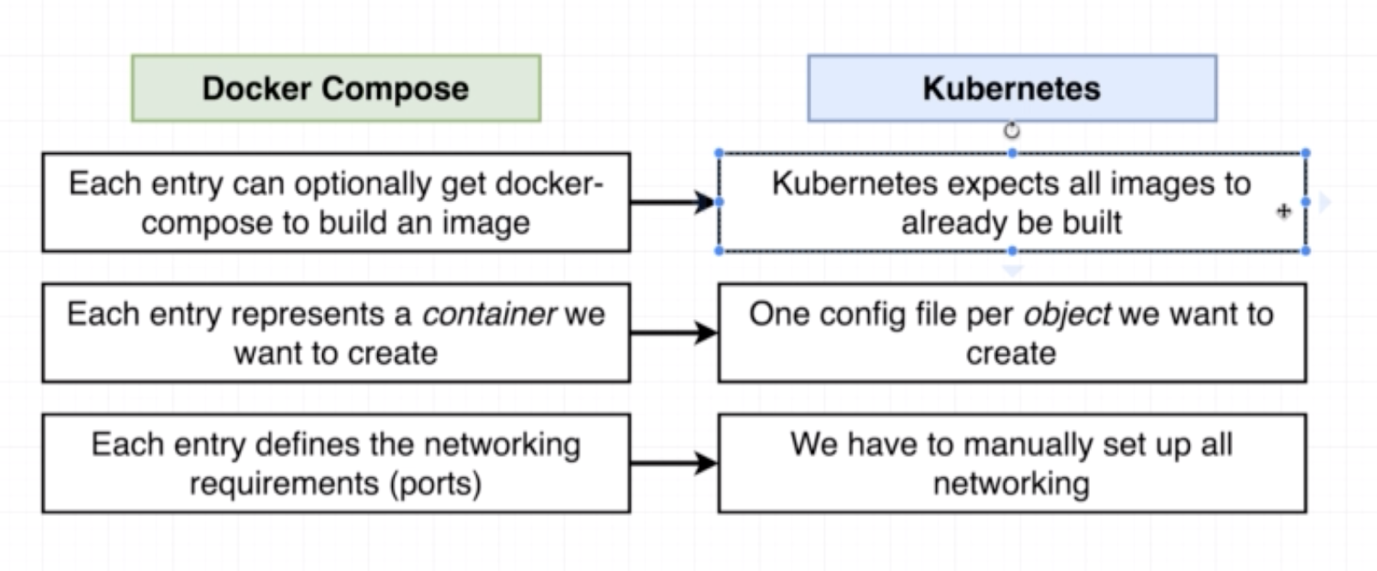 Docker Compose
Kubernetes
Each entry can optionally get docker-
compose to build an image
Kubernetes expects all images to
already be built
Each entry represents a container we
want to create
One config file per object we want to
create
Each entry defines the networking
requirements (ports)
We have to manually set up all
networking